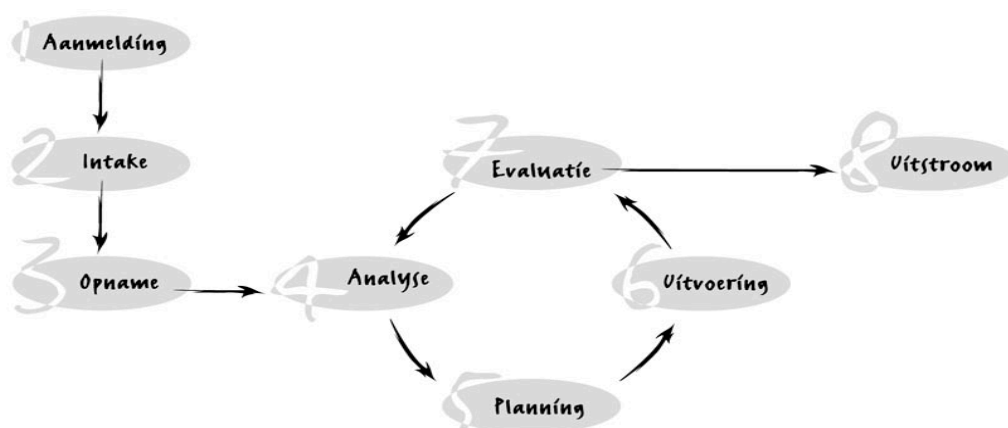 1 Aanmelding
2 Intake
3 Opname
4 Analyse
5 Planning
6 Uitvoering
7 Evaluatie
8 Uitstroom